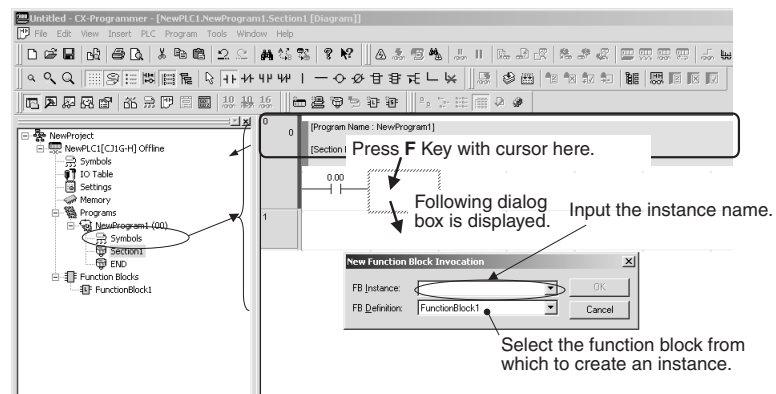 Untitled - CX-Programmer - [NewPLC1.NewProgram1.Section1 [Diagram]]
File Edit View Insert PLC Program Tools Window Help
10 10 16
NewProject
NewPLC1[CJ1G-H] Offline
Symbols
IO Table
Settings
Memory
Programs
NewProgram1 (00)
Symbols
Section1
END
Function Blocks
FunctionBlock1
0
0
[Program Name : NewProgram1]
[Section
Press F Key with cursor here.
0.00
Following dialog
box is displayed.
Input the instance name.
1
New Function Block Invocation
FB Instance:
OK
FB Definition:
FunctionBlock1
Cancel
Select the function block from
which to create an instance.